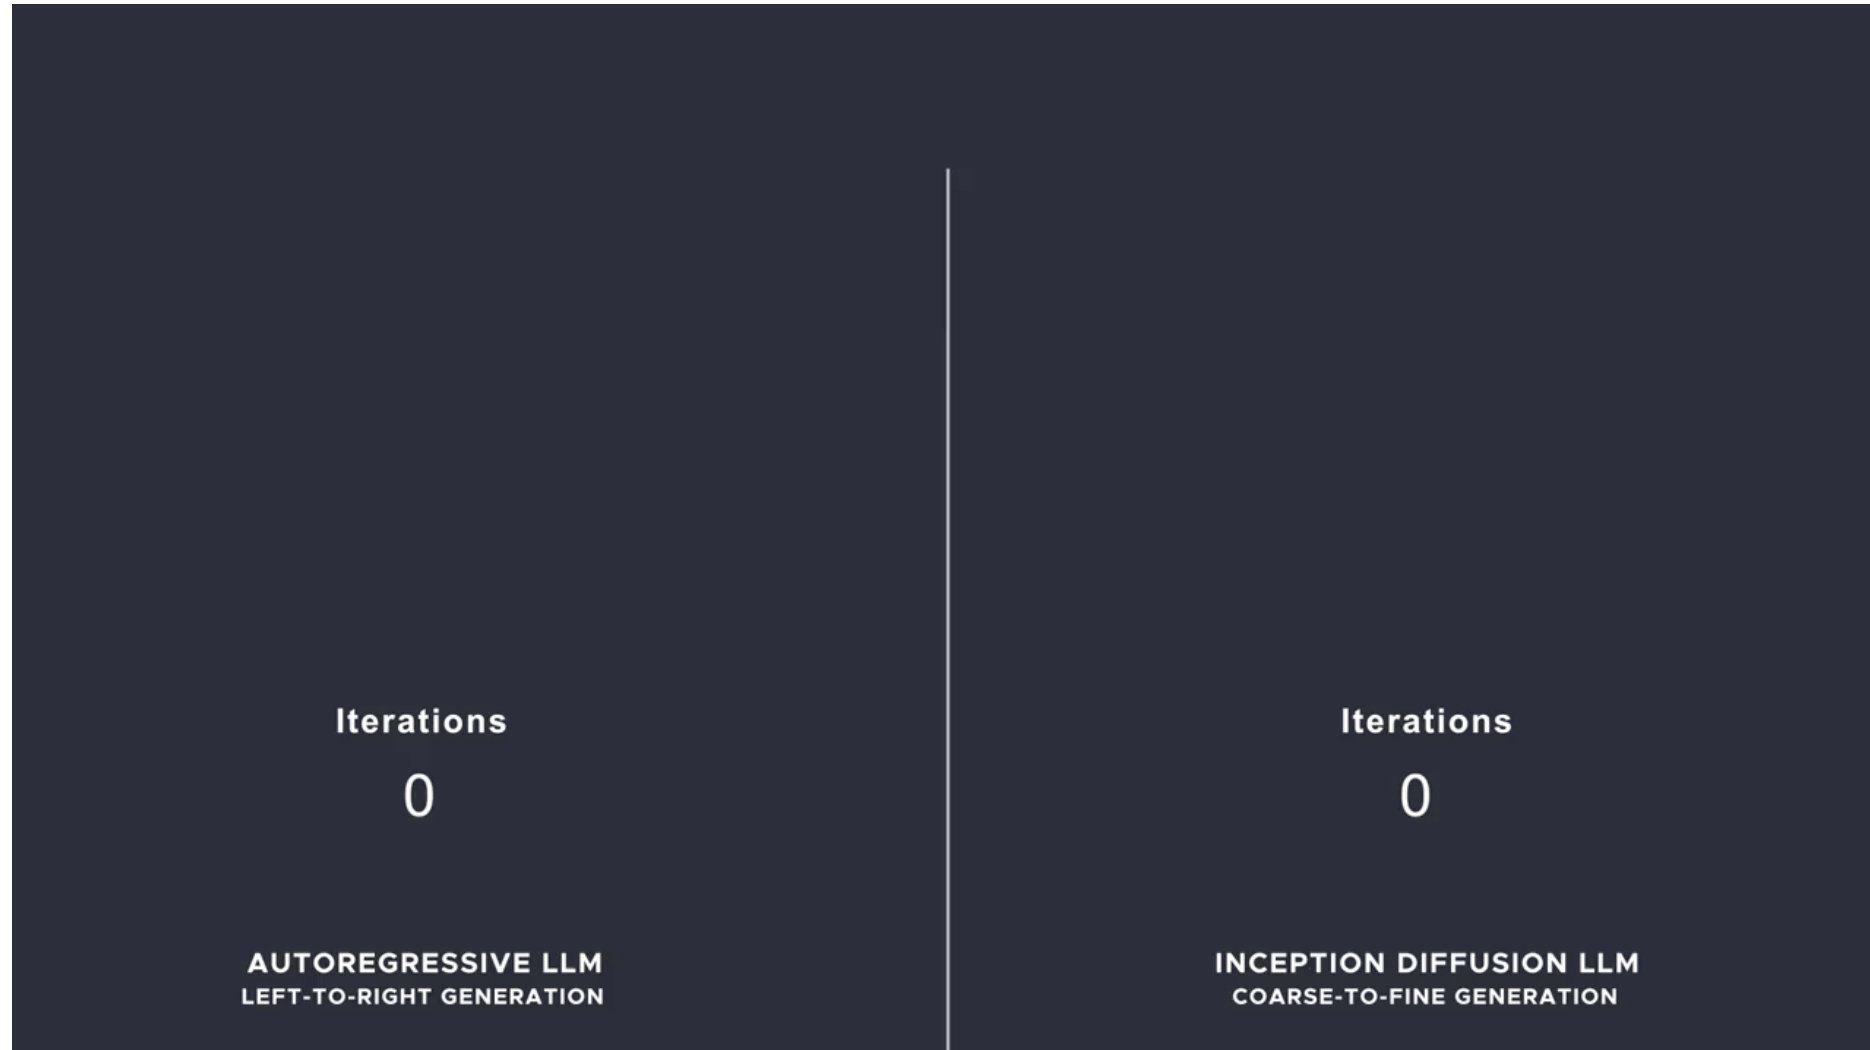 Iterations
0
AUTOREGRESSIVE LLM
LEFT-TO-RIGHT GENERATION
Iterations
0
INCEPTION DIFFUSION LLM
COARSE-TO-FINE GENERATION